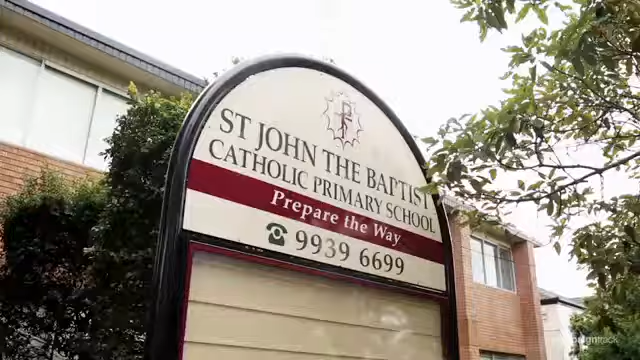 ST JOHN THE BAPTIST
CATHOLIC PRIMARY SCHOOL
Prepare the Way
9939 6699